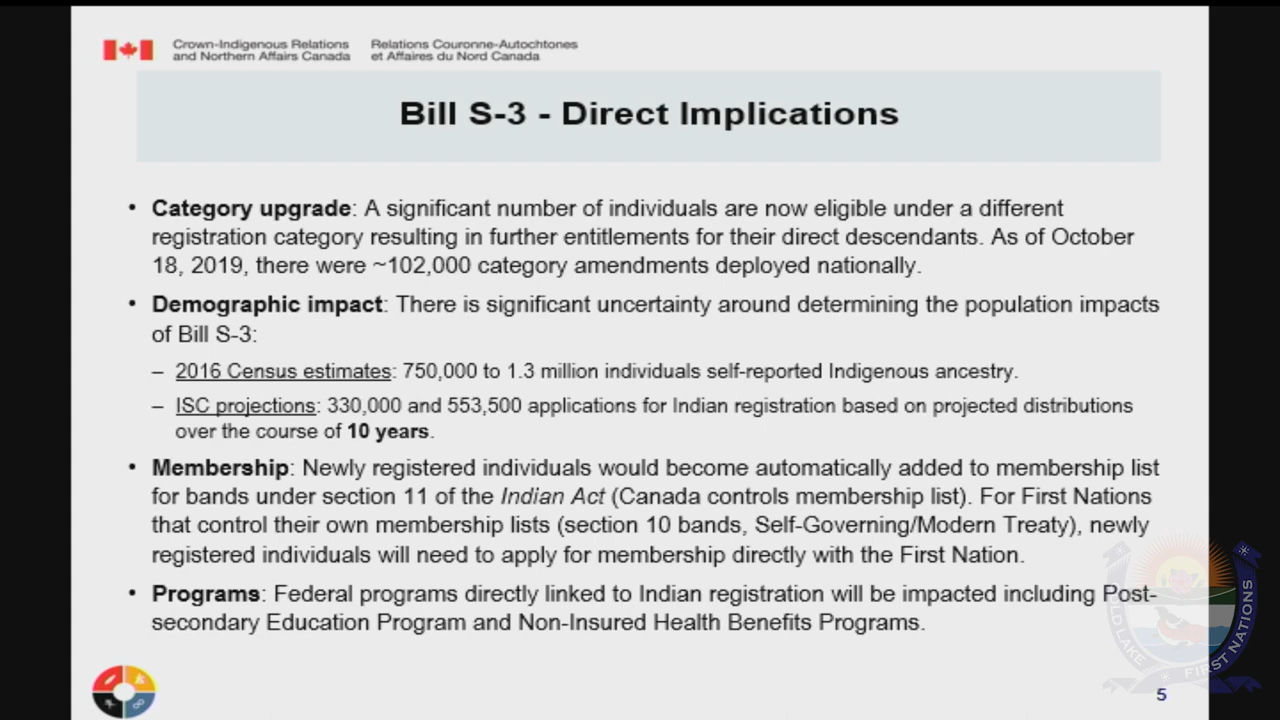 Crown-Indigenous Relations
and Northern Affairs Canada
Relations Couronne-Autochtones
et Affaires du Nord Canada
Bill S-3 - Direct Implications
• Category upgrade: A significant number of individuals are now eligible under a different
registration category resulting in further entitlements for their direct descendants. As of October
18, 2019, there were ~102,000 category amendments deployed nationally.
• Demographic impact: There is significant uncertainty around determining the population impacts
of Bill S-3:
– 2016 Census estimates: 750,000 to 1.3 million individuals self-reported Indigenous ancestry.
– ISC projections: 330,000 and 553,500 applications for Indian registration based on projected distributions
over the course of 10 years.
• Membership: Newly registered individuals would become automatically added to membership list
for bands under section 11 of the Indian Act (Canada controls membership list). For First Nations
that control their own membership lists (section 10 bands, Self-Governing/Modern Treaty), newly
registered individuals will need to apply for membership directly with the First Nation.
• Programs: Federal programs directly linked to Indian registration will be impacted including Post-
secondary Education Program and Non-Insured Health Benefits Programs.
LAKE
FIRST NATIONS
5